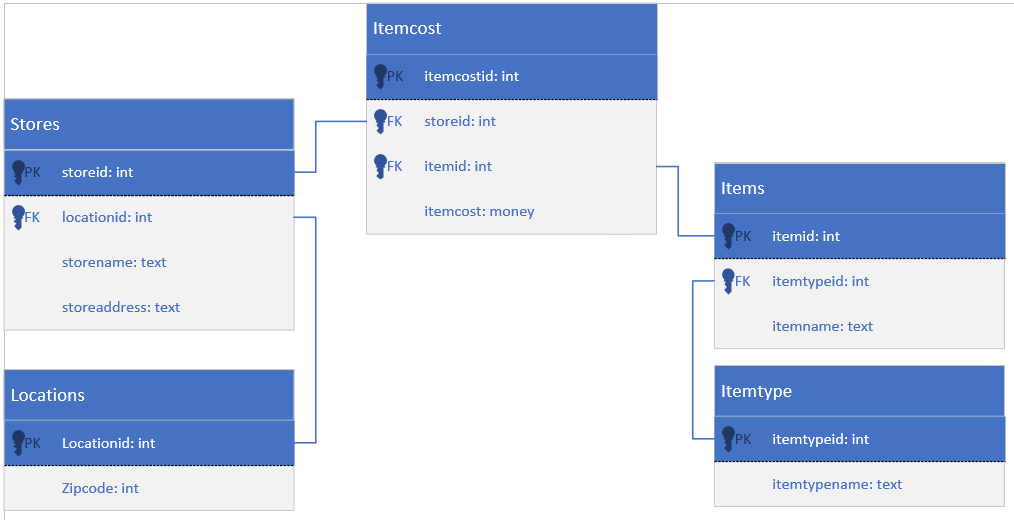 Itemcost
PK itemcostid: int
FK storeid: int
FK itemid: int
itemcost: money
Stores
PK storeid: int
FK locationid: int
storename: text
storeaddress: text
Items
PK itemid: int
FK itemtypeid: int
itemname: text
Locations
PK Locationid: int
Zipcode: int
Itemtype
PK itemtypeid: int
itemtypename: text